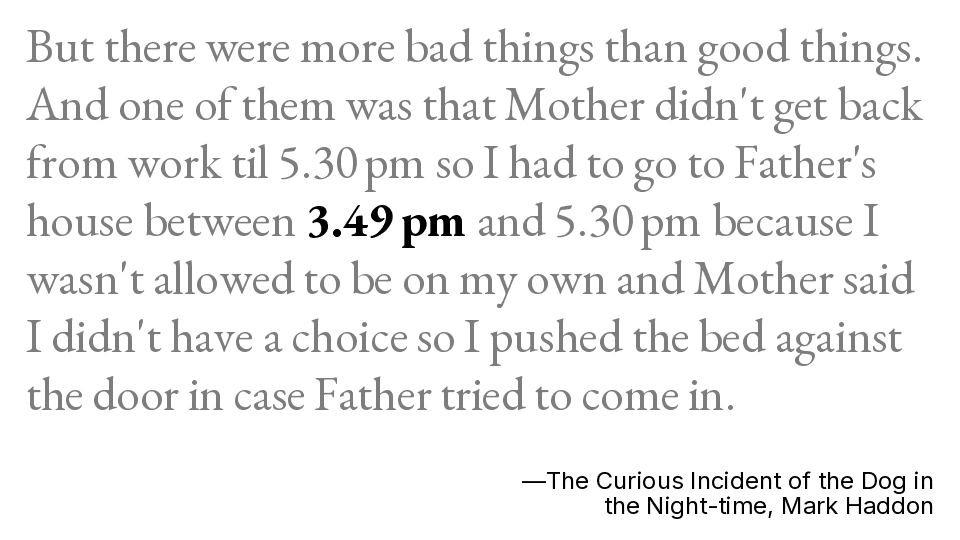 But there were more bad things than good things.
And one of them was that Mother didn't get back
from work til 5.30 pm so I had to go to Father's
house between 3.49 pm and 5.30 pm because I
wasn't allowed to be on my own and Mother said
I didn't have a choice so I pushed the bed against
the door in case Father tried to come in.
—The Curious Incident of the Dog in
the Night-time, Mark Haddon